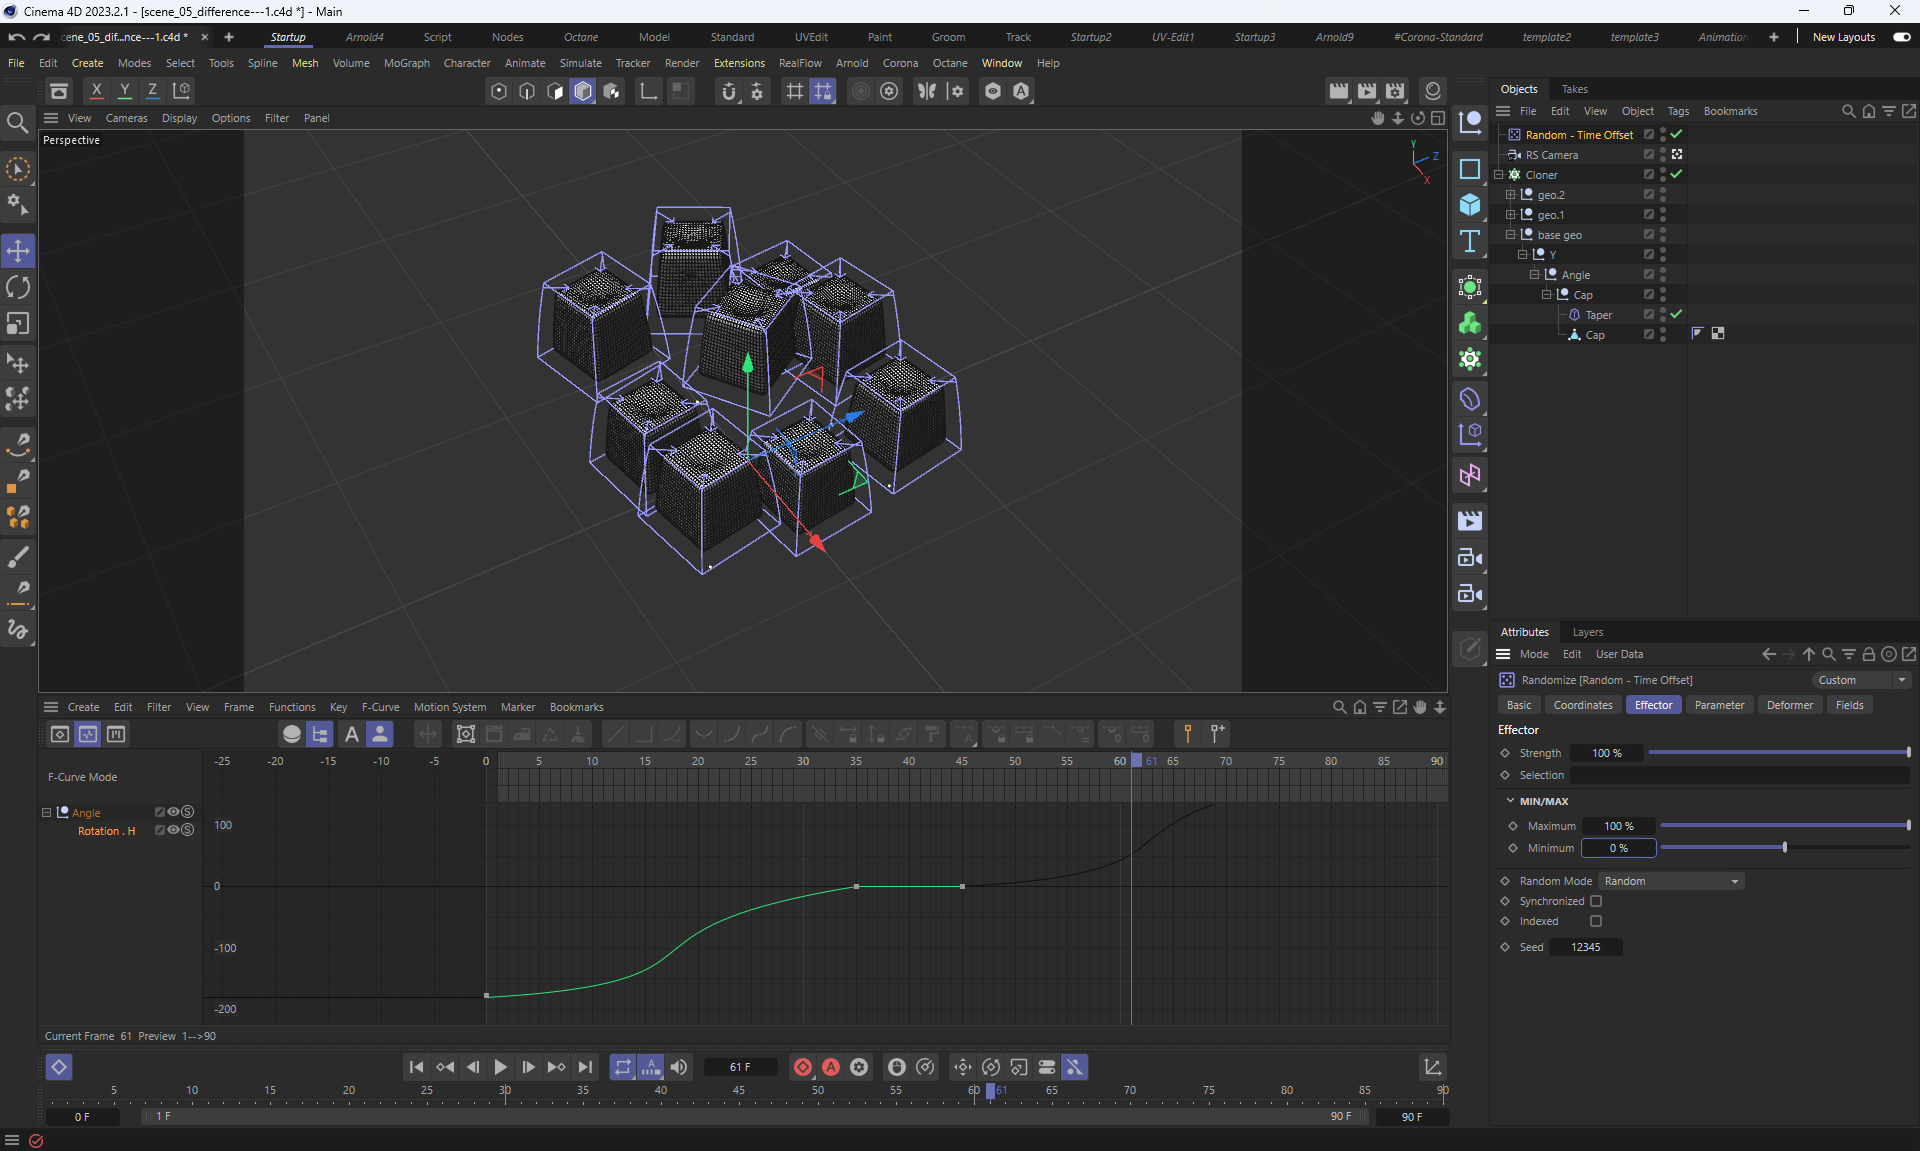 Cinema 4D 2023.2.1 - [scene_05_difference---1.c4d *] - Main
cene_05_dif...nce---1.c4d *
Startup Arnold4 Script Nodes Octane Model Standard UVEdit Paint Groom Track Startup2 UV-Edit1 Startup3 Arnold9 #Corona-Standard template2 template3 Animation New Layouts
File Edit Create Modes Select Tools Spline Mesh Volume MoGraph Character Animate Simulate Tracker Render Extensions RealFlow Arnold Corona Octane Window Help
X Y Z
View Cameras Display Options Filter Panel
Perspective
Y
Z
X
Objects Takes
File Edit View Object Tags Bookmarks
Random - Time Offset
RS Camera
Cloner
geo.2
geo.1
base geo
Y
Angle
Cap
Taper
Cap
Attributes Layers
Mode Edit User Data
Randomize [Random - Time Offset] Custom
Basic Coordinates Effector Parameter Deformer Fields
Effector
Strength 100 %
Selection
MIN/MAX
Maximum 100 %
Minimum 0 %
Random Mode Random
Synchronized
Indexed
Seed 12345
Create Edit Filter View Frame Functions Key F-Curve Motion System Marker Bookmarks
-25 -20 -15 -10 -5 0 5 10 15 20 25 30 35 40 45 50 55 60 61 65 70 75 80 85 90
F-Curve Mode
Angle
Rotation . H
100
0
-100
-200
Current Frame 61 Preview 1-->90
61 F
5 10 15 20 25 30 35 40 45 50 55 60 61 65 70 75 80 85 90
0 F 1 F 90 F 90 F